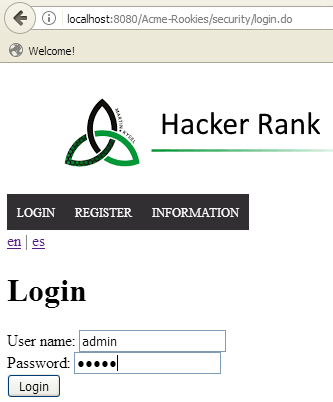 localhost:8080/Acme-Rookies/security/login.do
Welcome!
Hacker Rank
LOGIN REGISTER INFORMATION
en | es
Login
User name: admin
Password: ●●●●●
Login